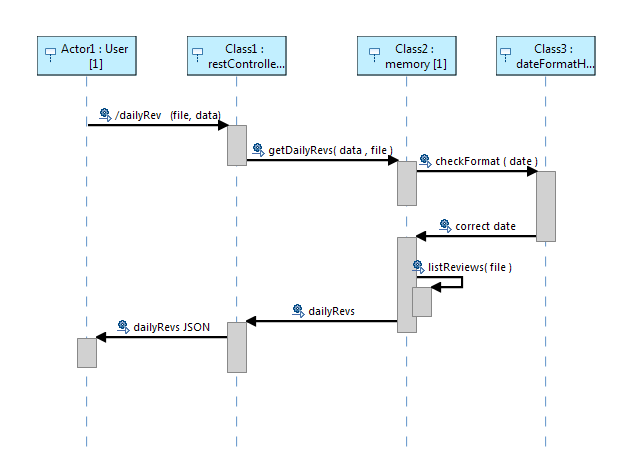 Actor1 : User
[1]
Class1 :
restControlle...
Class2 :
memory [1]
Class3 :
dateFormatH...
/dailyRev (file, data)
getDailyRevs( data , file )
checkFormat ( date )
correct date
listReviews( file )
dailyRevs
dailyRevs JSON